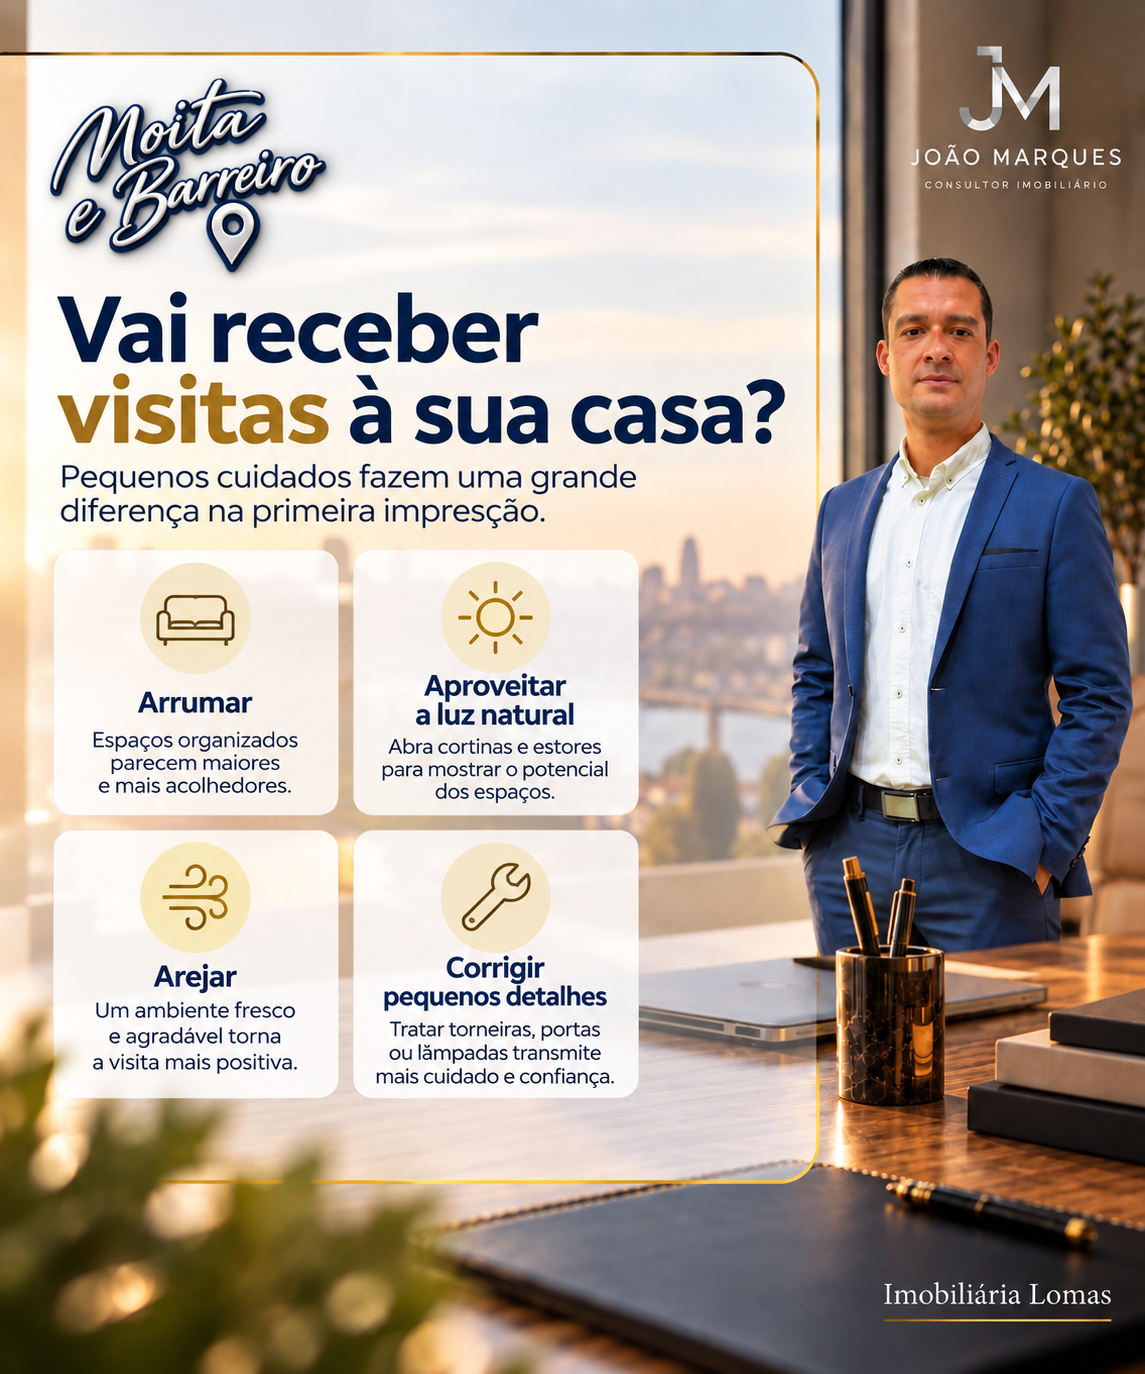 Moita
e Barreiro
JM
JOÃO MARQUES
CONSULTOR IMOBILIÁRIO
Vai receber
visitas à sua casa?
Pequenos cuidados fazem uma grande
diferença na primeira impresção.
Arrumar
Espaços organizados
parecem maiores
e mais acolhedores.
Aproveitar
a luz natural
Abra cortinas e estores
para mostrar o potencial
dos espaços.
Arejar
Um ambiente fresco
e agradável torna
a visita mais positiva.
Corrigir
pequenos detalhes
Tratar torneiras, portas
ou lâmpadas transmite
mais cuidado e confiança.
Imobiliária Lomas